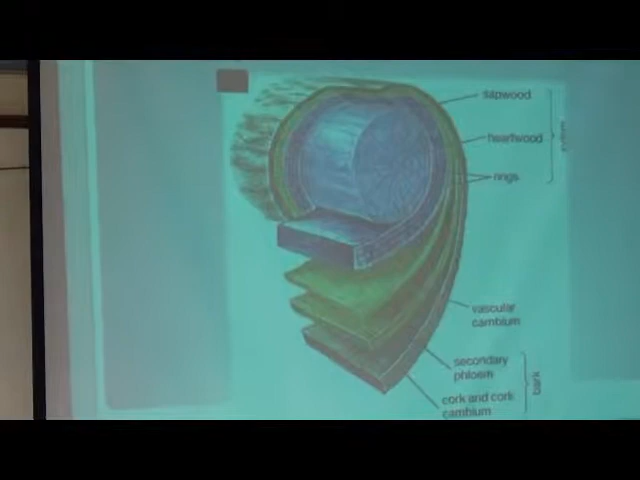 sapwood
heartwood
rings
vascular
cambium
secondary
phloem
bark
cork and cork
cambium